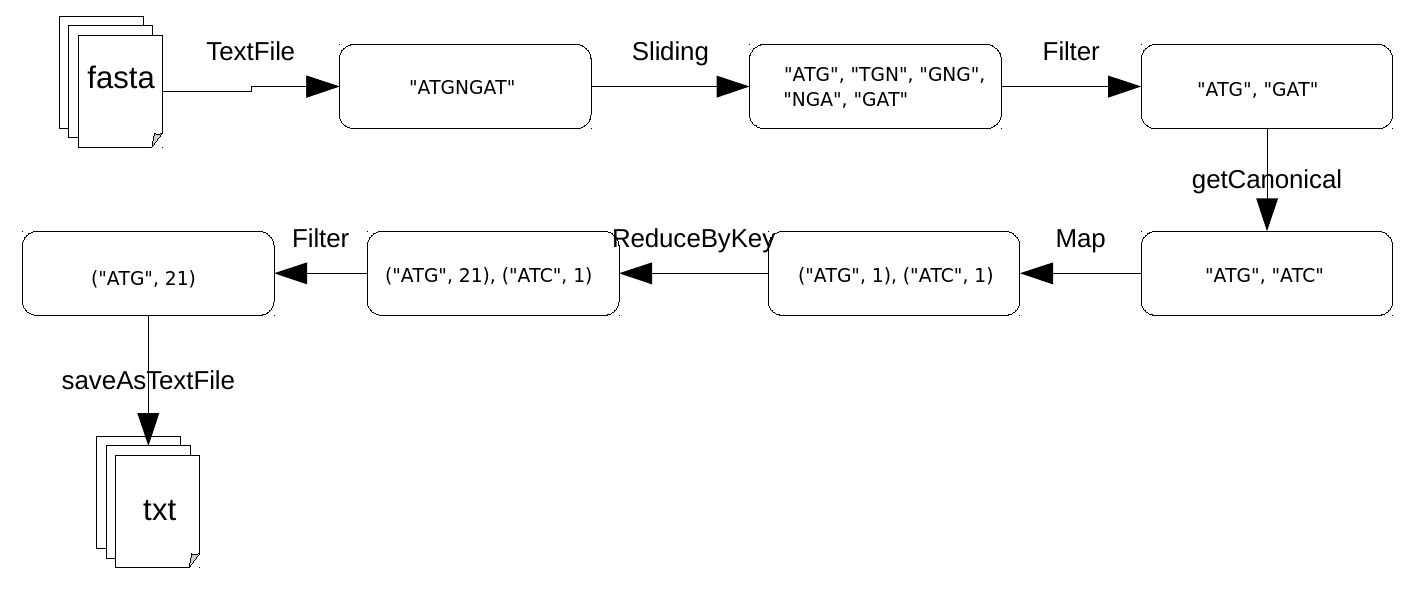 fasta
TextFile
"ATGNGAT"
Sliding
"ATG", "TGN", "GNG",
"NGA", "GAT"
Filter
"ATG", "GAT"
getCanonical
"ATG", "ATC"
Map
("ATG", 1), ("ATC", 1)
ReduceByKey
("ATG", 21), ("ATC", 1)
Filter
("ATG", 21)
saveAsTextFile
txt